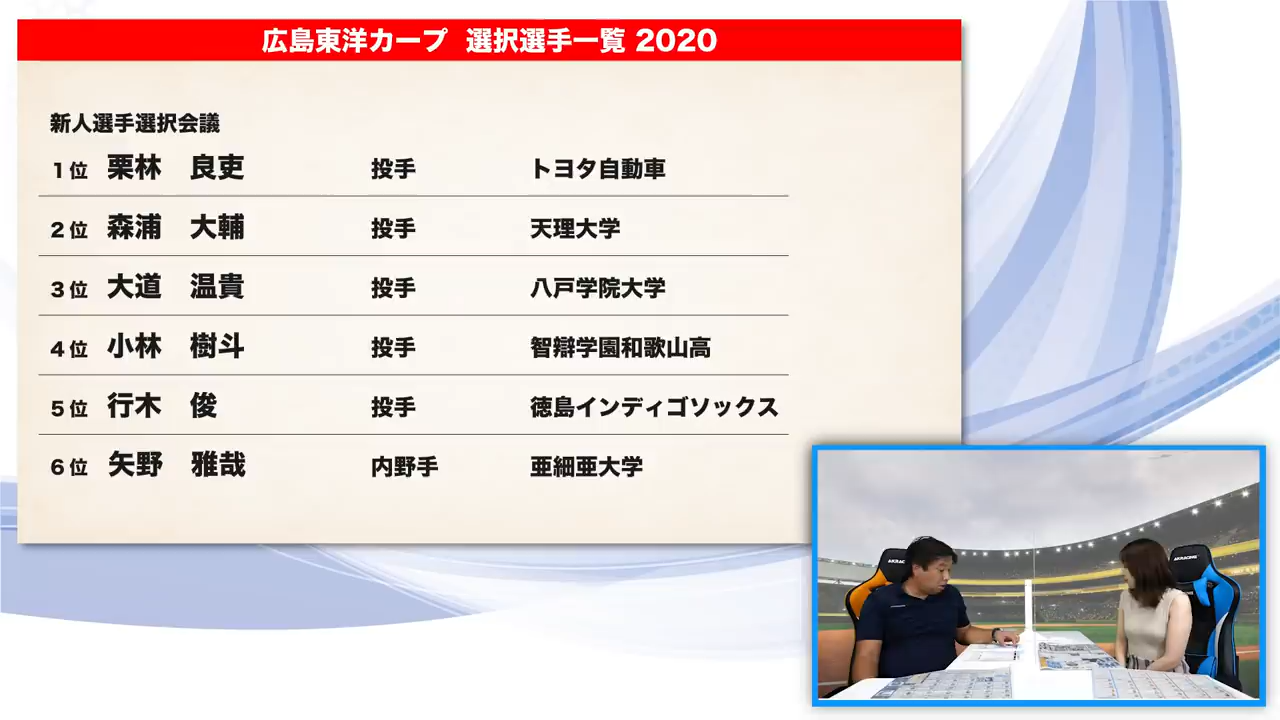 広島東洋カープ 選択選手一覧 2020
新人選手選択会議
1位 栗林 良吏 投手 トヨタ自動車
2位 森浦 大輔 投手 天理大学
3位 大道 温貴 投手 八戸学院大学
4位 小林 樹斗 投手 智辯学園和歌山高
5位 行木 俊 投手 徳島インディゴソックス
6位 矢野 雅哉 内野手 亜細亜大学
AKRACING